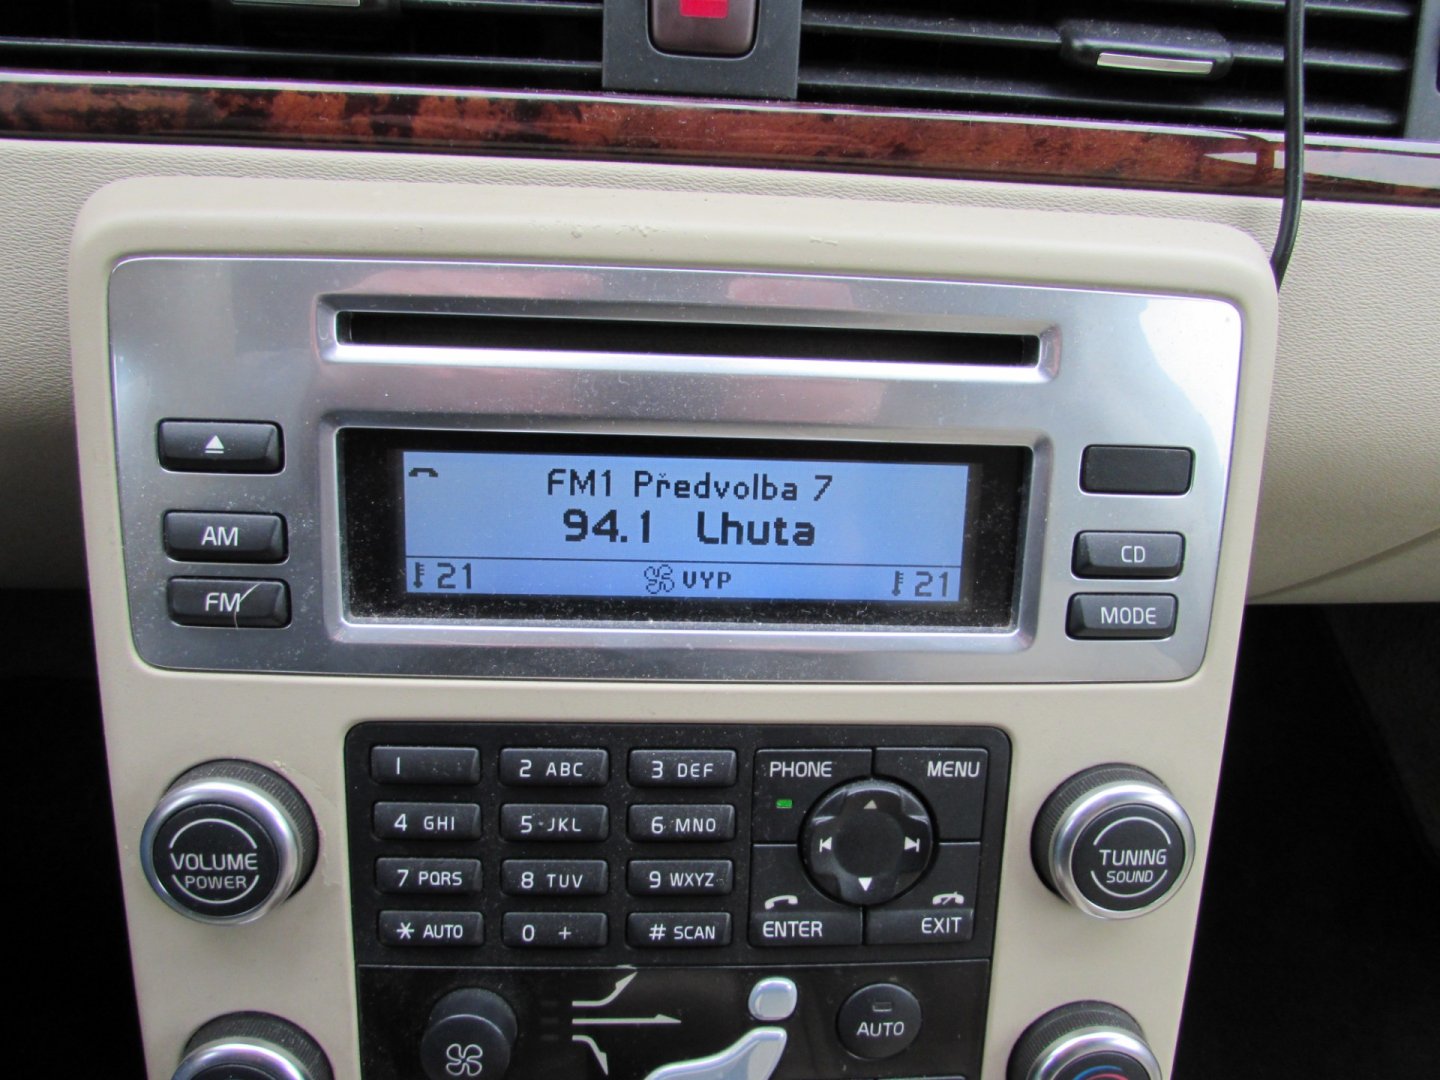 FM1 Předvolba 7
94.1 Lhuta
21 VYP 21
AM
FM
CD
MODE
1
2 ABC
3 DEF
4 GHI
5 JKL
6 MNO
7 PQRS
8 TUV
9 WXYZ
* AUTO
0 +
# SCAN
PHONE
MENU
ENTER
EXIT
VOLUME
POWER
TUNING
SOUND
AUTO